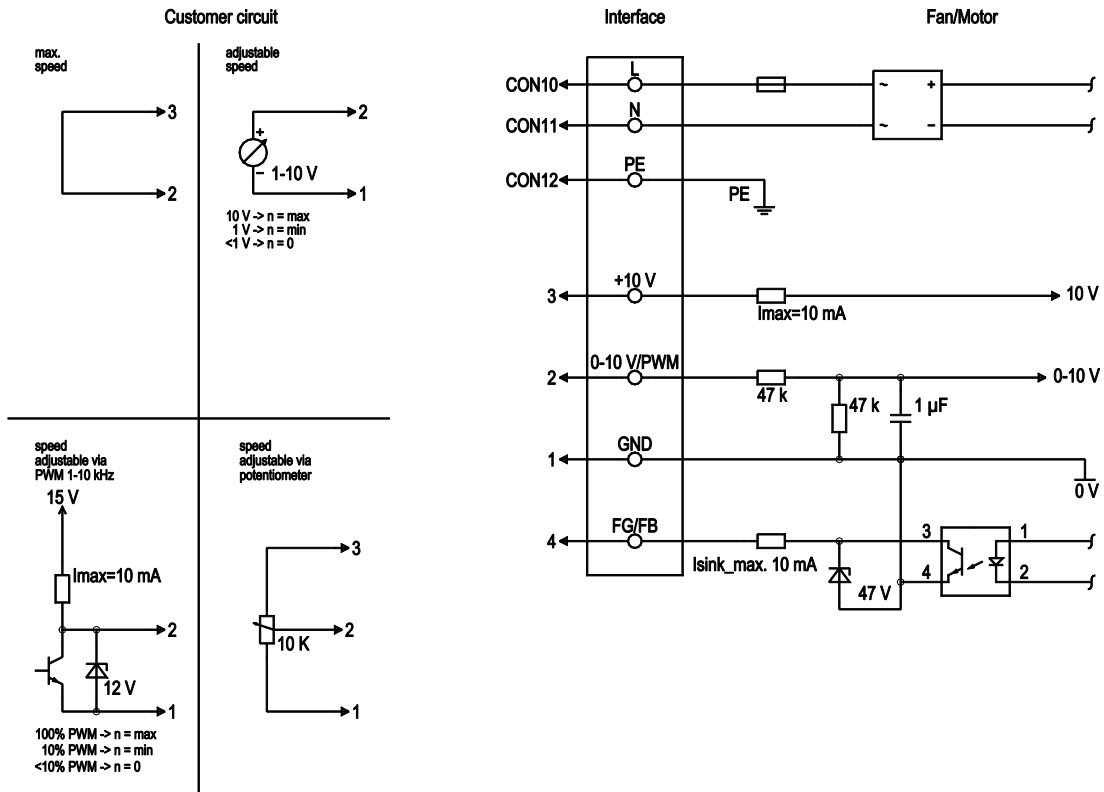 Customer circuit
max.
speed
3
2
adjustable
speed
2
+
− 1-10 V
1
10 V -> n = max
1 V -> n = min
<1 V -> n = 0
speed
adjustable via
PWM 1-10 kHz
15 V
Imax=10 mA
2
12 V
1
100% PWM -> n = max
10% PWM -> n = min
<10% PWM -> n = 0
speed
adjustable via
potentiometer
3
2
10 K
1
Interface
Fan/Motor
L
CON10
~ +
N
CON11
~ −
PE
CON12
PE
+10 V
3
10 V
Imax=10 mA
0-10 V/PWM
2
0-10 V
47 k
47 k
1 µF
GND
1
0 V
FG/FB
4
3
1
Isink_max. 10 mA
4
2
47 V